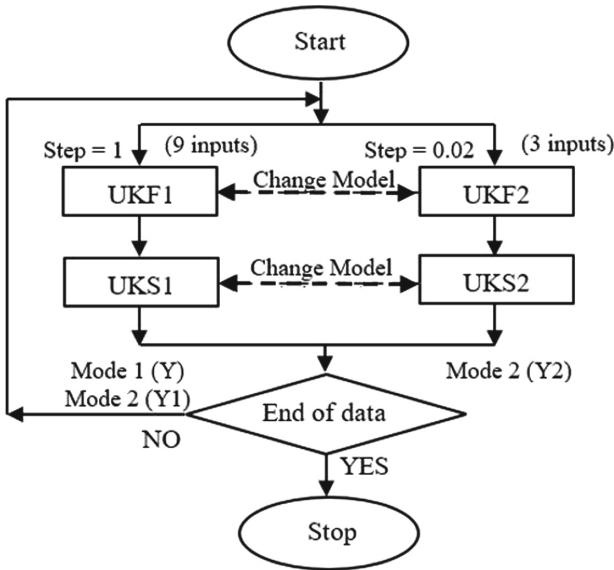 Start
Step = 1
(9 inputs)
Step = 0.02
(3 inputs)
UKF1
Change Model
UKF2
UKS1
Change Model
UKS2
Mode 1 (Y)
Mode 2 (Y1)
Mode 2 (Y2)
End of data
NO
YES
Stop